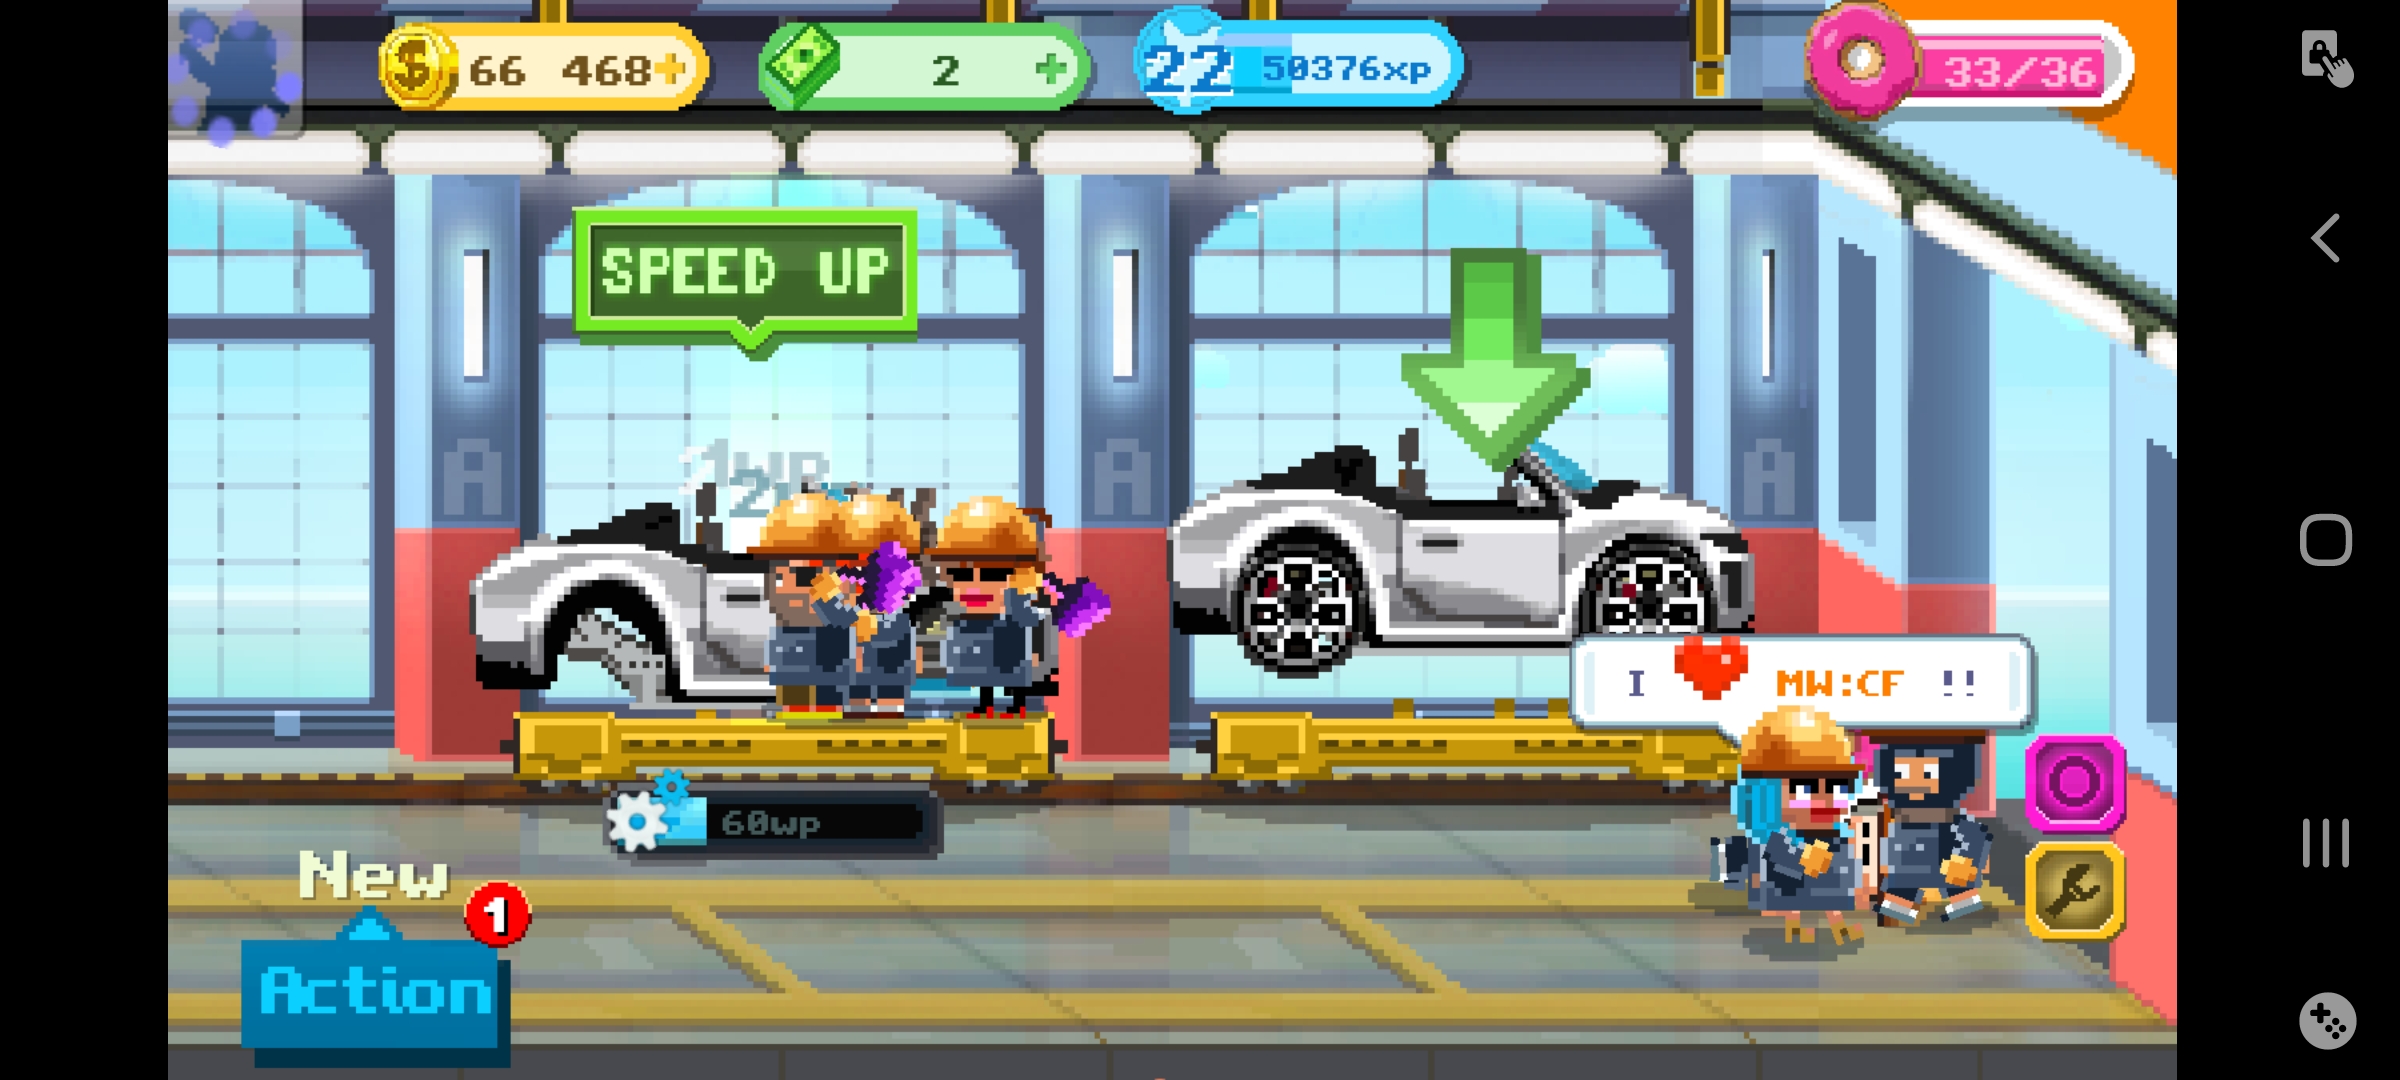 66 468+
2 +
22 50376xp
33/36
SPEED UP
A A A
I MW:CF !!
60wp
New
1
Action